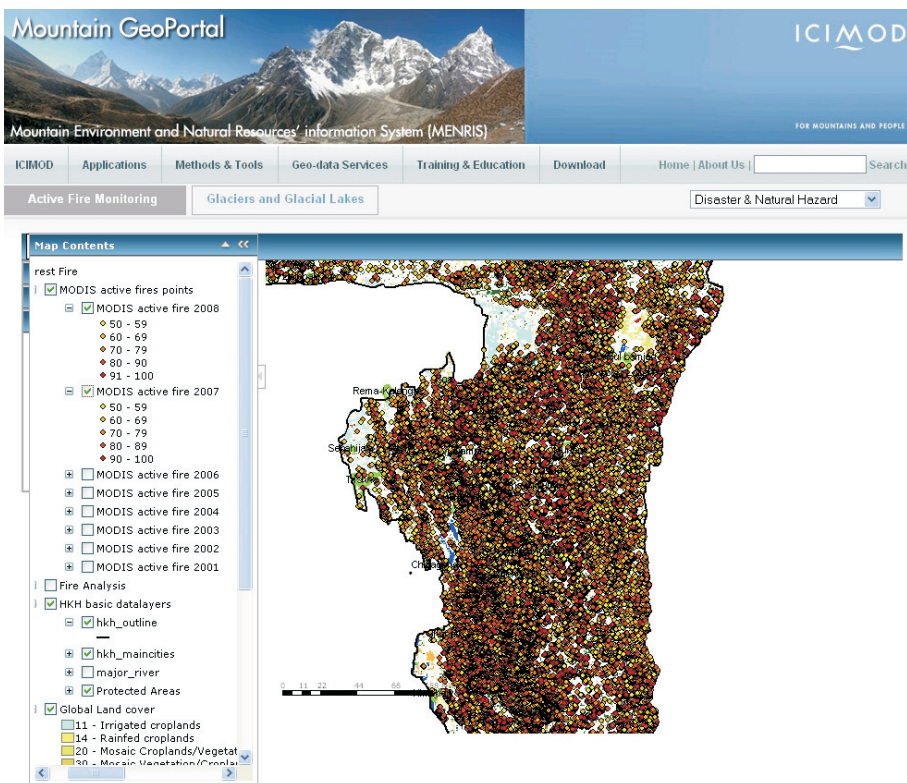 Mountain GeoPortal
ICIMOD
Mountain Environment and Natural Resources' information System (MENRIS)
FOR MOUNTAINS AND PEOPLE
ICIMOD Applications Methods & Tools Geo-data Services Training & Education Download Home | About Us | Search
Active Fire Monitoring Glaciers and Glacial Lakes Disaster & Natural Hazard
Map Contents
rest Fire
MODIS active fires points
MODIS active fire 2008
50 - 59
60 - 69
70 - 79
80 - 90
91 - 100
MODIS active fire 2007
50 - 59
60 - 69
70 - 79
80 - 89
90 - 100
MODIS active fire 2006
MODIS active fire 2005
MODIS active fire 2004
MODIS active fire 2003
MODIS active fire 2002
MODIS active fire 2001
Fire Analysis
HKH basic datalayers
hkh_outline
hkh_maincities
major_river
Protected Areas
Global Land cover
11 - Irrigated croplands
14 - Rainfed croplands
20 - Mosaic Croplands/Vegetat
30 - Mosaic Vegetation/Cropla
0 11 22 44 66